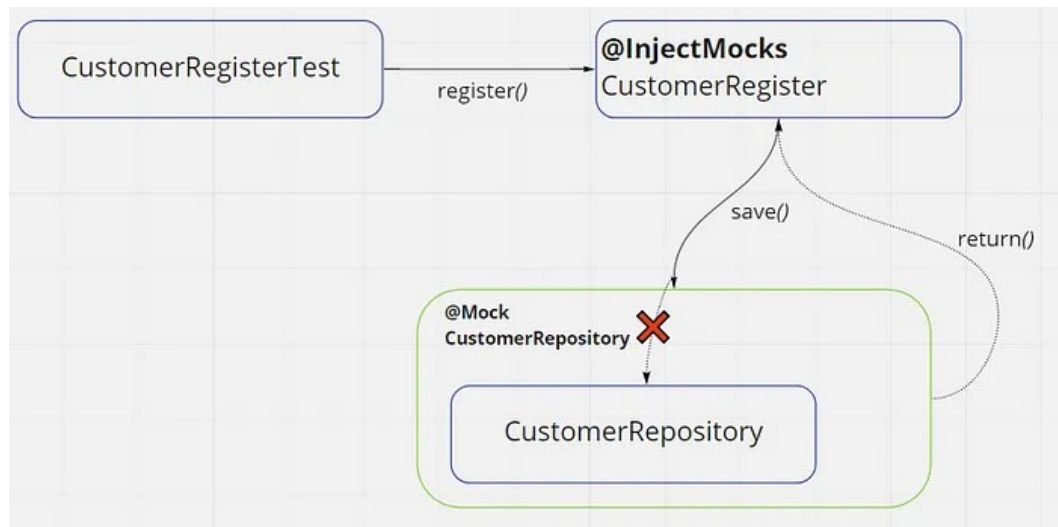 CustomerRegisterTest
register()
@InjectMocks
CustomerRegister
save()
return()
@Mock
CustomerRepository
CustomerRepository